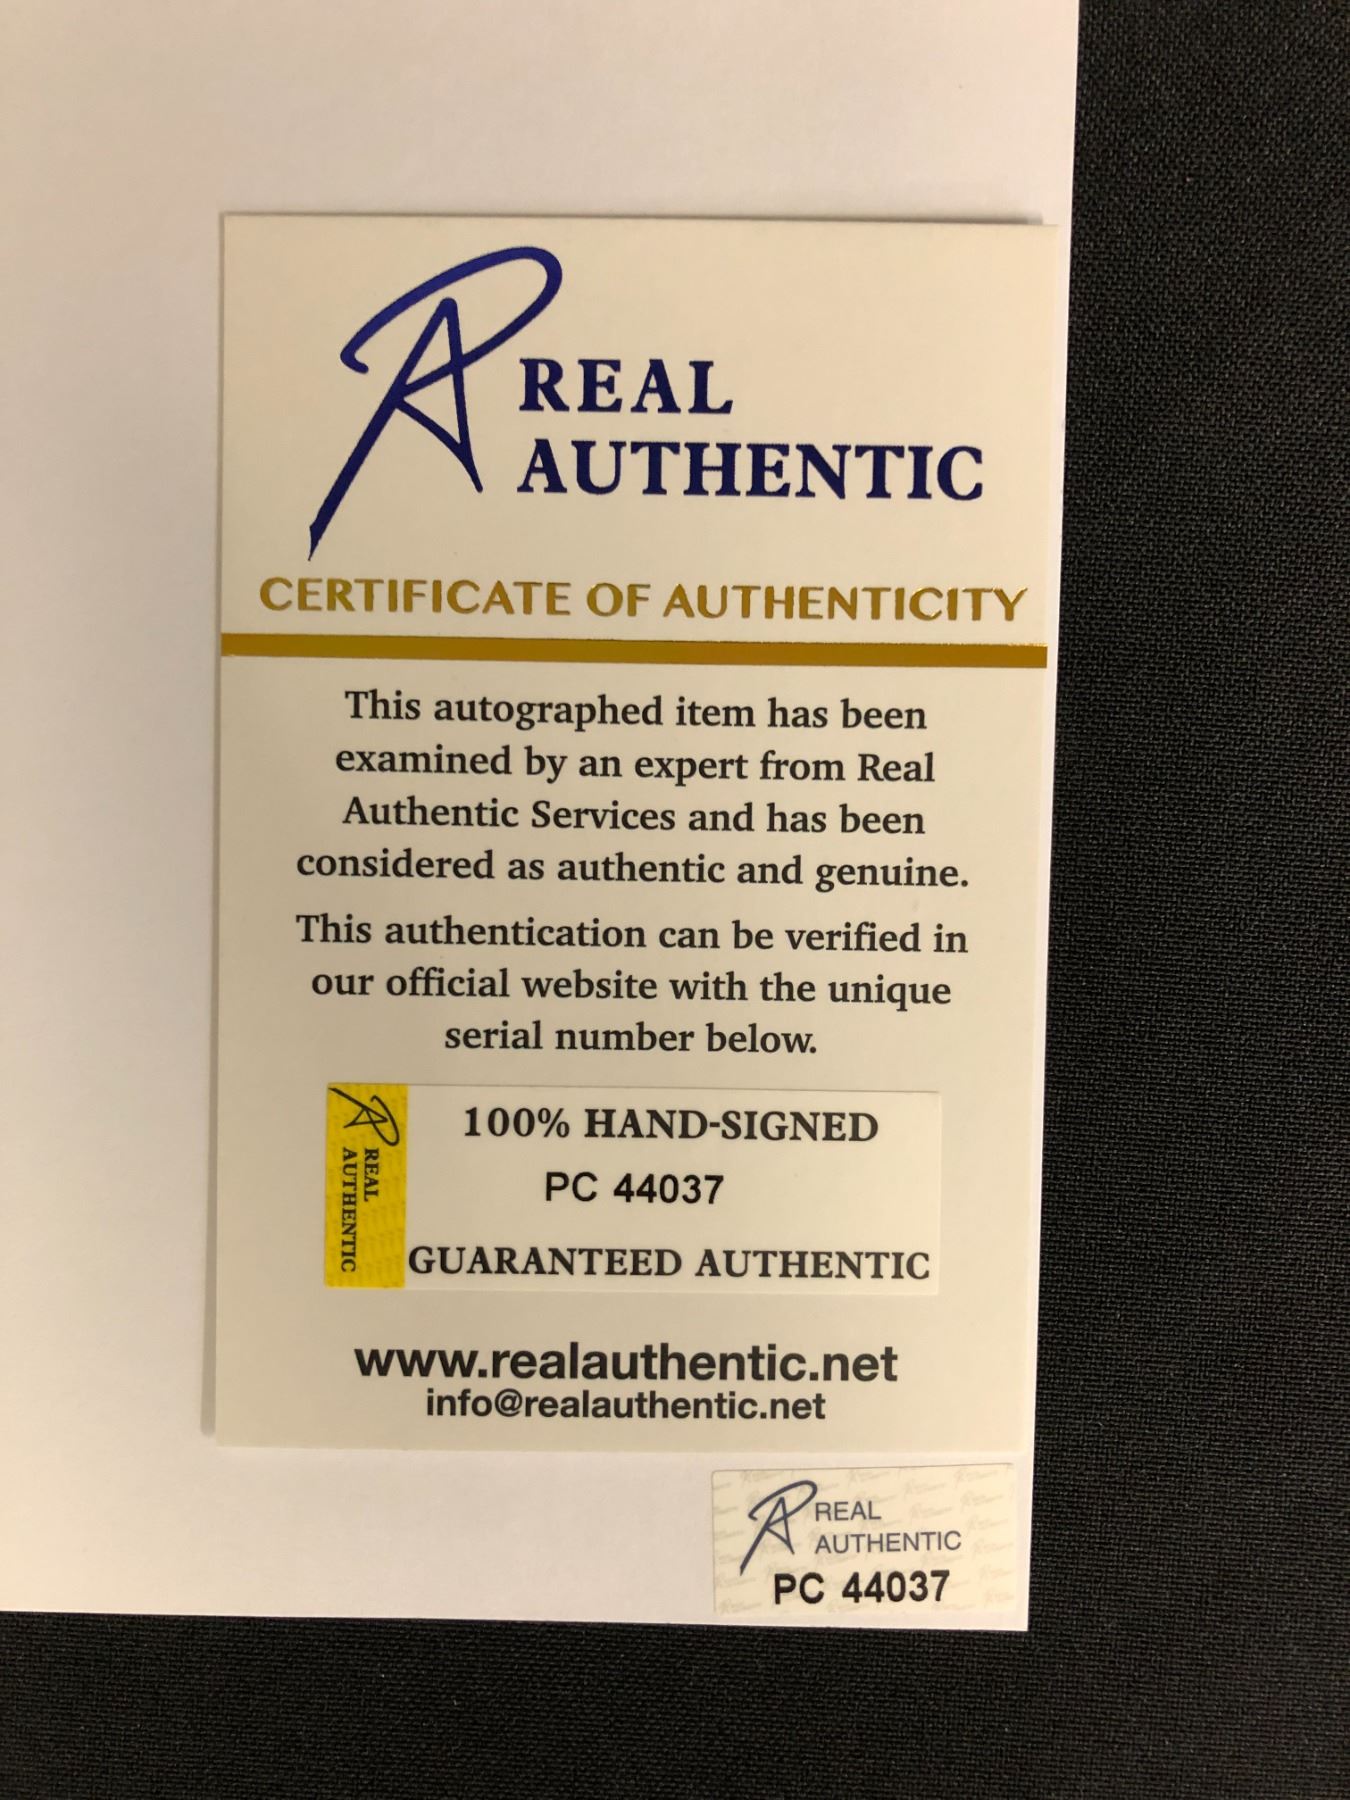 REAL
AUTHENTIC
CERTIFICATE OF AUTHENTICITY
This autographed item has been
examined by an expert from Real
Authentic Services and has been
considered as authentic and genuine.
This authentication can be verified in
our official website with the unique
serial number below.
REAL
AUTHENTIC
100% HAND-SIGNED
PC 44037
GUARANTEED AUTHENTIC
www.realauthentic.net
info@realauthentic.net
REAL
AUTHENTIC
PC 44037